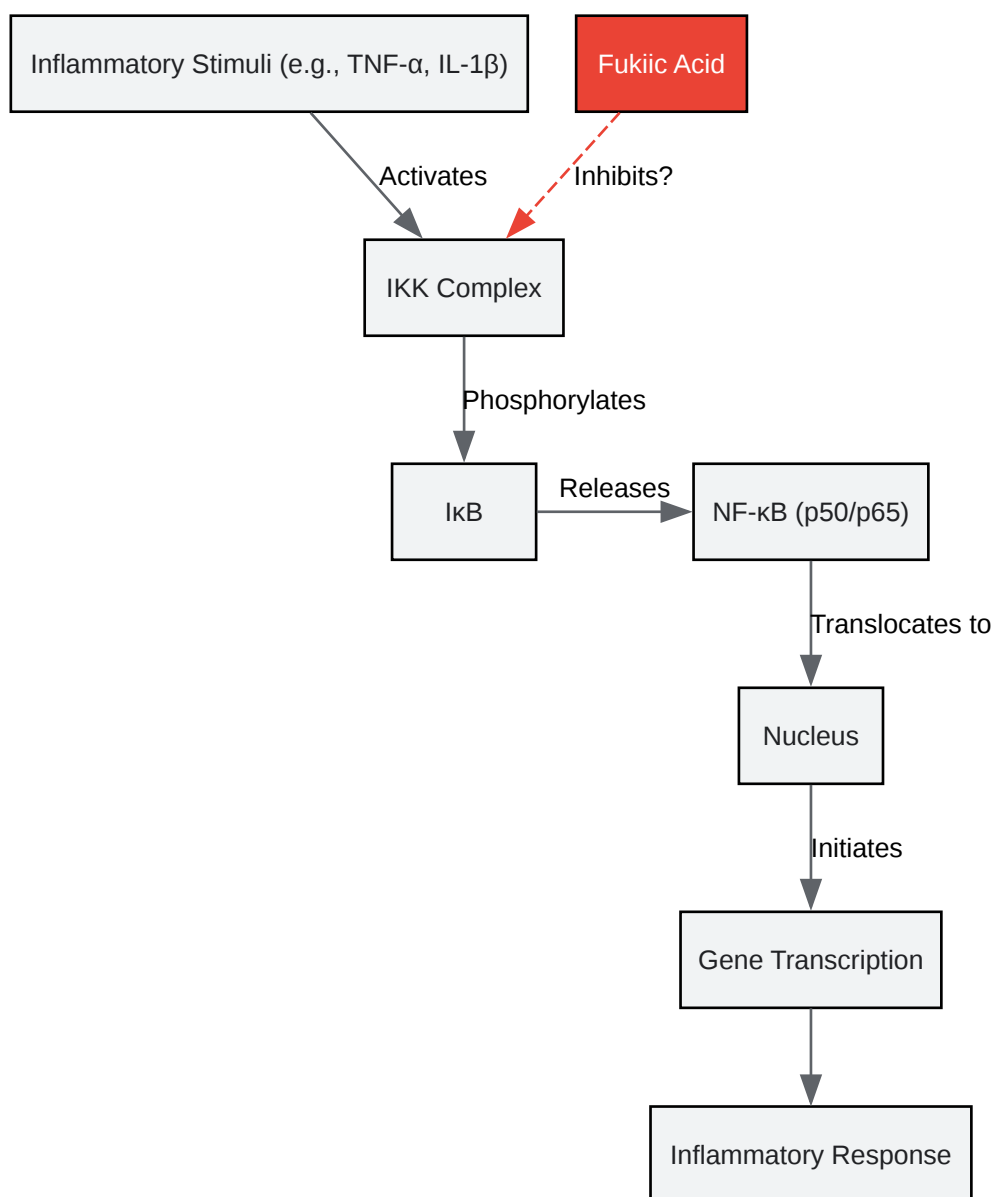 Inflammatory Stimuli (e.g., TNF-α, IL-1β)
Fukiic Acid
Activates
Inhibits?
IKK Complex
Phosphorylates
IκB
Releases
NF-κB (p50/p65)
Translocates to
Nucleus
Initiates
Gene Transcription
Inflammatory Response